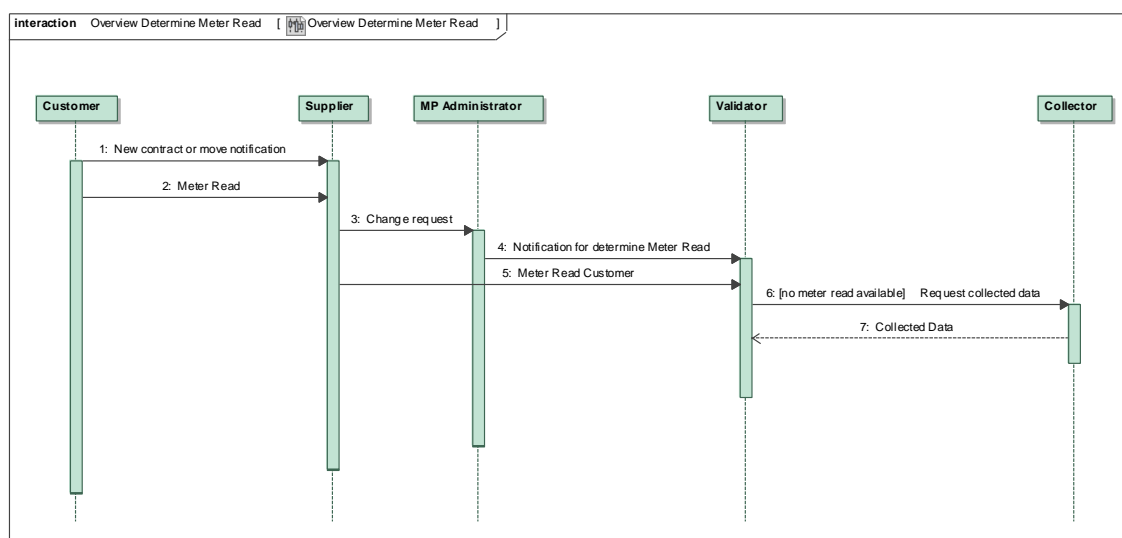 interaction Overview Determine Meter Read [ Overview Determine Meter Read ]
Customer Supplier MP Administrator Validator Collector
1: New contract or move notification
2: Meter Read
3: Change request
4: Notification for determine Meter Read
5: Meter Read Customer
6: [no meter read available] Request collected data
7: Collected Data